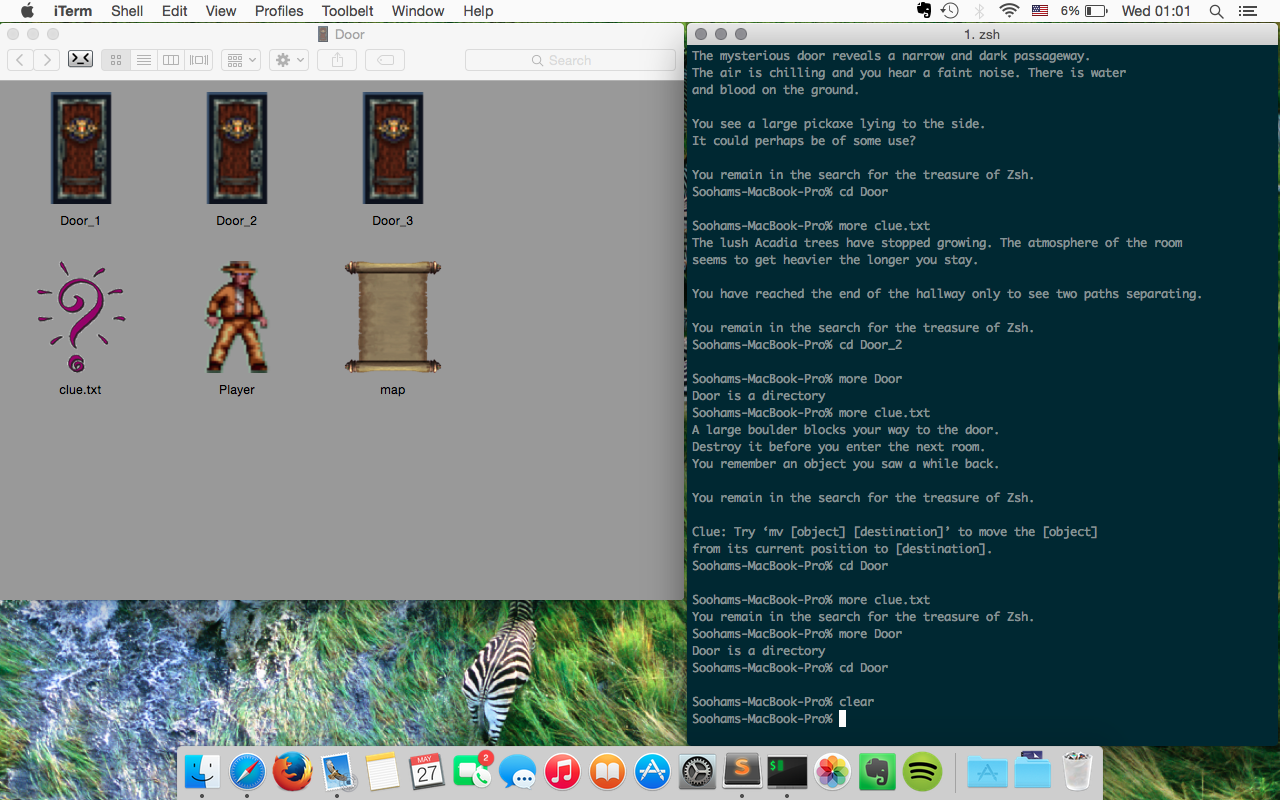 iTerm Shell Edit View Profiles Toolbelt Window Help 6% Wed 01:01
Door
Search
Door_1 Door_2 Door_3
clue.txt Player map
1. zsh
The mysterious door reveals a narrow and dark passageway.
The air is chilling and you hear a faint noise. There is water
and blood on the ground.
You see a large pickaxe lying to the side.
It could perhaps be of some use?
You remain in the search for the treasure of Zsh.
Soohams-MacBook-Pro% cd Door
Soohams-MacBook-Pro% more clue.txt
The lush Acadia trees have stopped growing. The atmosphere of the room
seems to get heavier the longer you stay.
You have reached the end of the hallway only to see two paths separating.
You remain in the search for the treasure of Zsh.
Soohams-MacBook-Pro% cd Door_2
Soohams-MacBook-Pro% more Door
Door is a directory
Soohams-MacBook-Pro% more clue.txt
A large boulder blocks your way to the door.
Destroy it before you enter the next room.
You remember an object you saw a while back.
You remain in the search for the treasure of Zsh.
Clue: Try ‘mv [object] [destination]’ to move the [object]
from its current position to [destination].
Soohams-MacBook-Pro% cd Door
Soohams-MacBook-Pro% more clue.txt
You remain in the search for the treasure of Zsh.
Soohams-MacBook-Pro% more Door
Door is a directory
Soohams-MacBook-Pro% cd Door
Soohams-MacBook-Pro% clear
Soohams-MacBook-Pro%
MAY
27
2
S
$